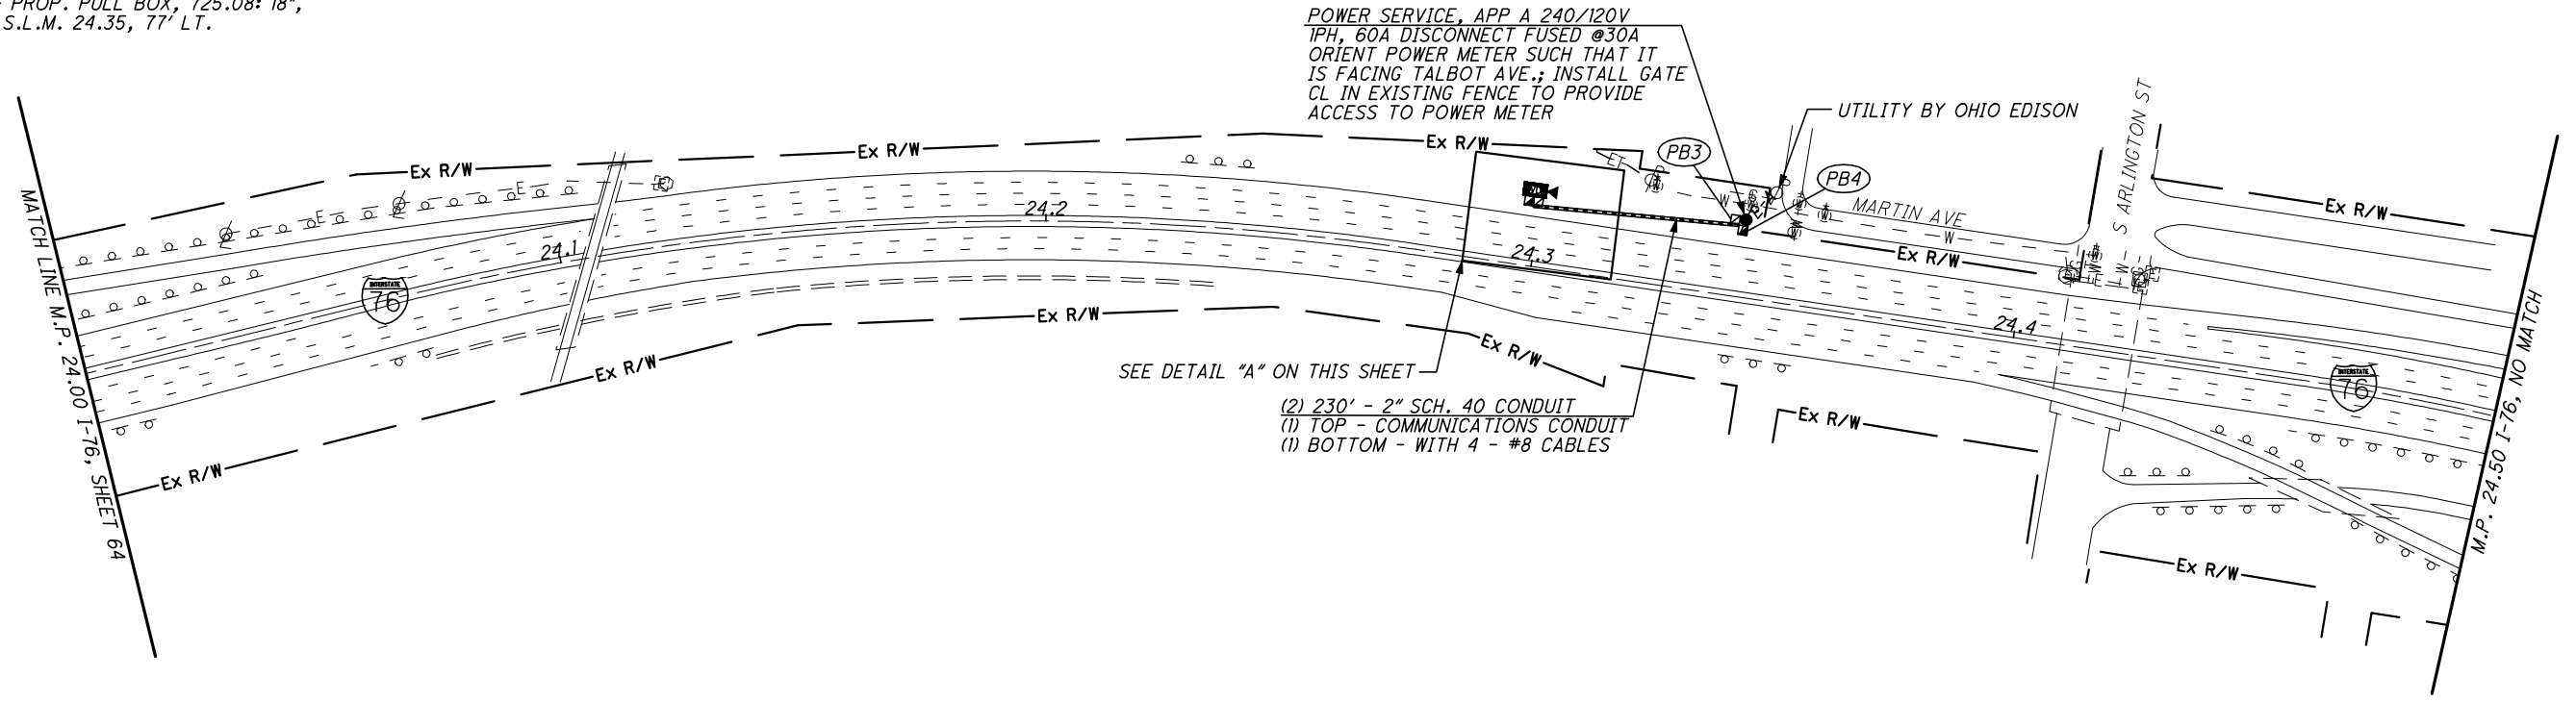 PROP. PULL BOX, 725.08: 18",
S.L.M. 24.35, 77' LT.
POWER SERVICE, APP A 240/120V
1PH, 60A DISCONNECT FUSED @30A
ORIENT POWER METER SUCH THAT IT
IS FACING TALBOT AVE.; INSTALL GATE
CL IN EXISTING FENCE TO PROVIDE
ACCESS TO POWER METER
UTILITY BY OHIO EDISON
PB3
PB4
MARTIN AVE
S ARLINGTON ST
Ex R/W
Ex R/W
Ex R/W
Ex R/W
Ex R/W
Ex R/W
E
E
E
ET
W
W
W
24.1
24.2
24.3
24.4
INTERSTATE
76
INTERSTATE
76
MATCH LINE M.P. 24.00 I-76, SHEET 64
M.P. 24.50 I-76, NO MATCH
Ex R/W
Ex R/W
Ex R/W
Ex R/W
Ex R/W
Ex R/W
SEE DETAIL "A" ON THIS SHEET
(2) 230' - 2" SCH. 40 CONDUIT
(1) TOP - COMMUNICATIONS CONDUIT
(1) BOTTOM - WITH 4 - #8 CABLES